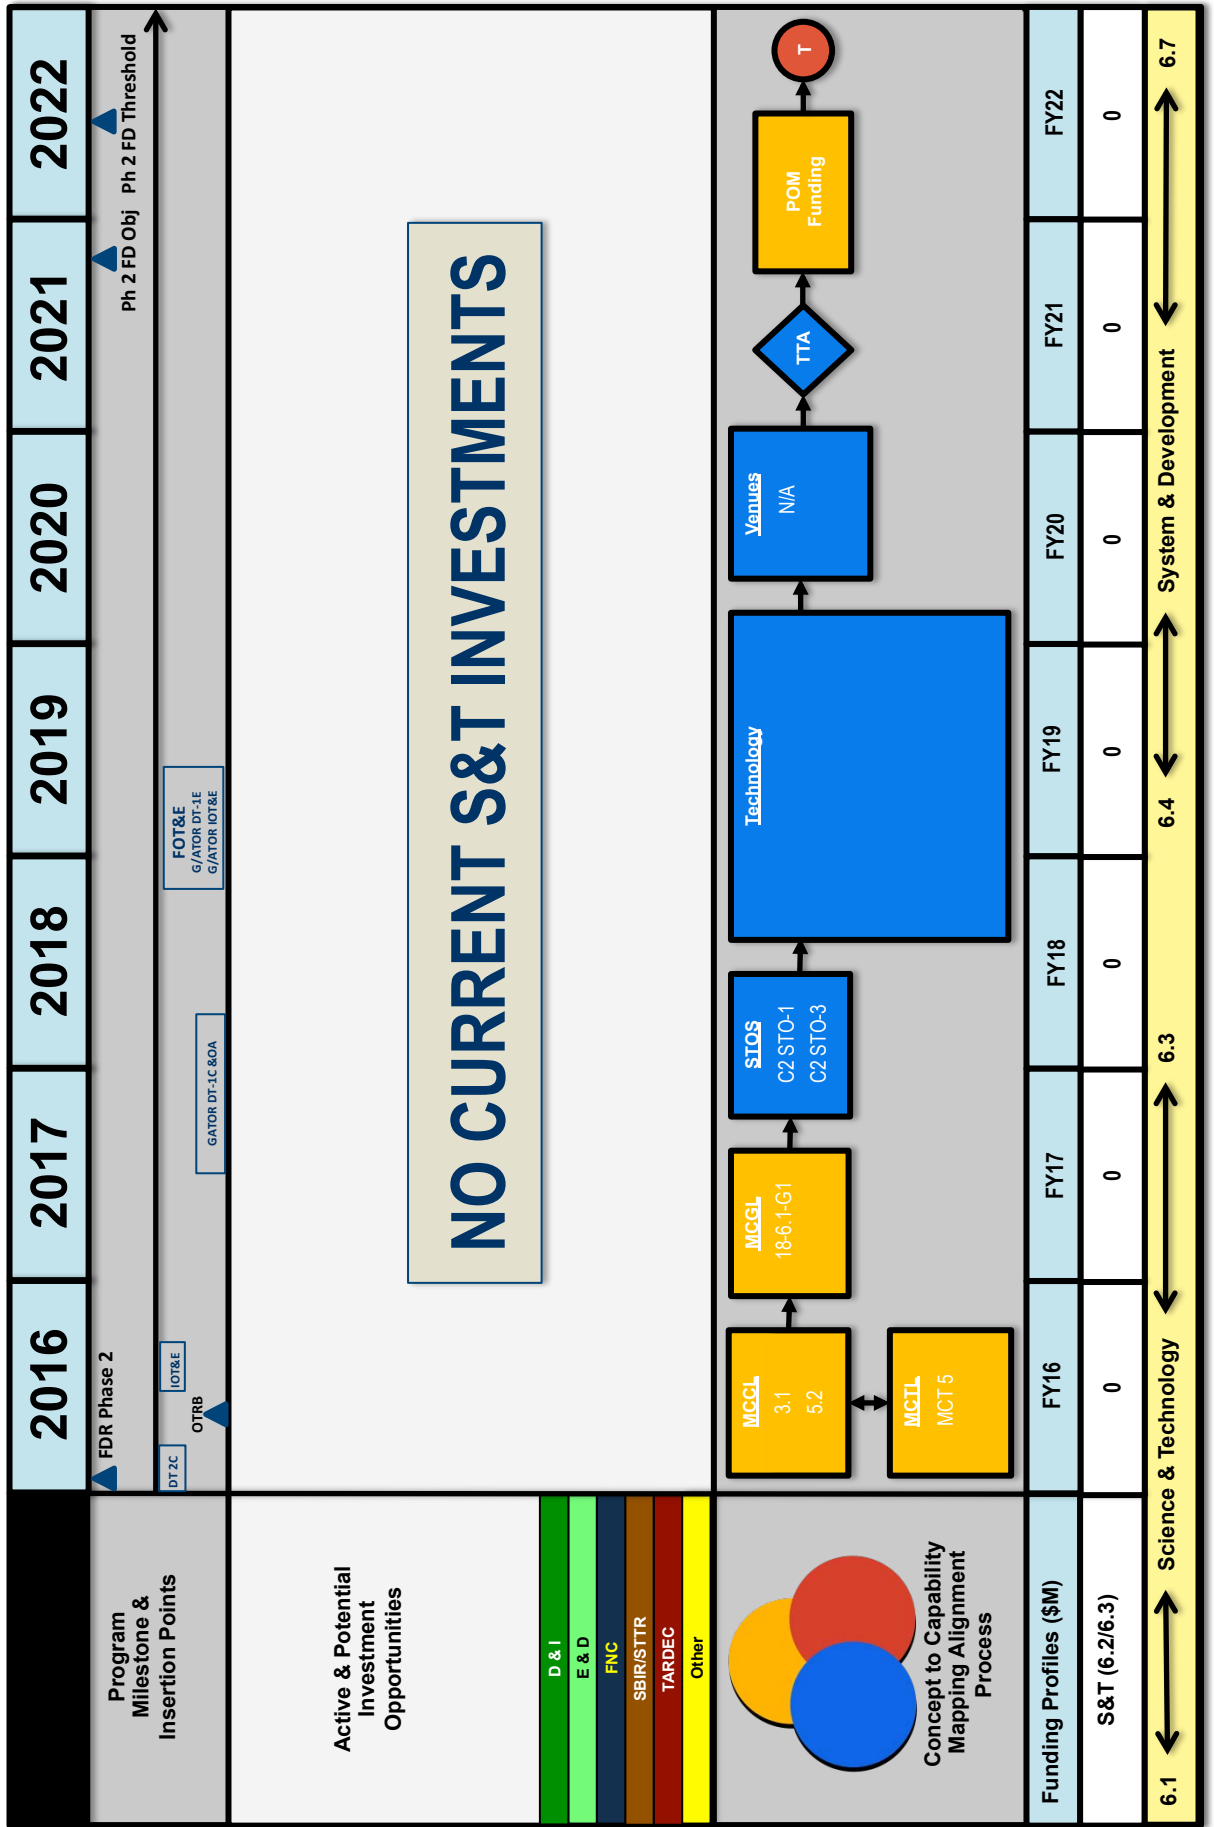 2016 2017 2018 2019 2020 2021 2022
Program
Milestone &
Insertion Points
FDR Phase 2
Ph 2 FD Obj
Ph 2 FD Threshold
DT 2C
IOT&E
OTRB
GATOR DT-1C &OA
FOT&E
G/ATOR DT-1E
G/ATOR IOT&E
Active & Potential
Investment
Opportunities
NO CURRENT S&T INVESTMENTS
D & I
E & D
FNC
SBIR/STTR
TARDEC
Other
Concept to Capability
Mapping Alignment
Process
MCCL
3.1
5.2
MCTL
MCT 5
MCGL
18-6.1-G1
STOS
C2 STO-1
C2 STO-3
Technology
Venues
N/A
TTA
POM
Funding
T
Funding Profiles ($M) FY16 FY17 FY18 FY19 FY20 FY21 FY22
S&T (6.2/6.3) 0 0 0 0 0 0 0
6.1 Science & Technology 6.3 6.4 System & Development 6.7